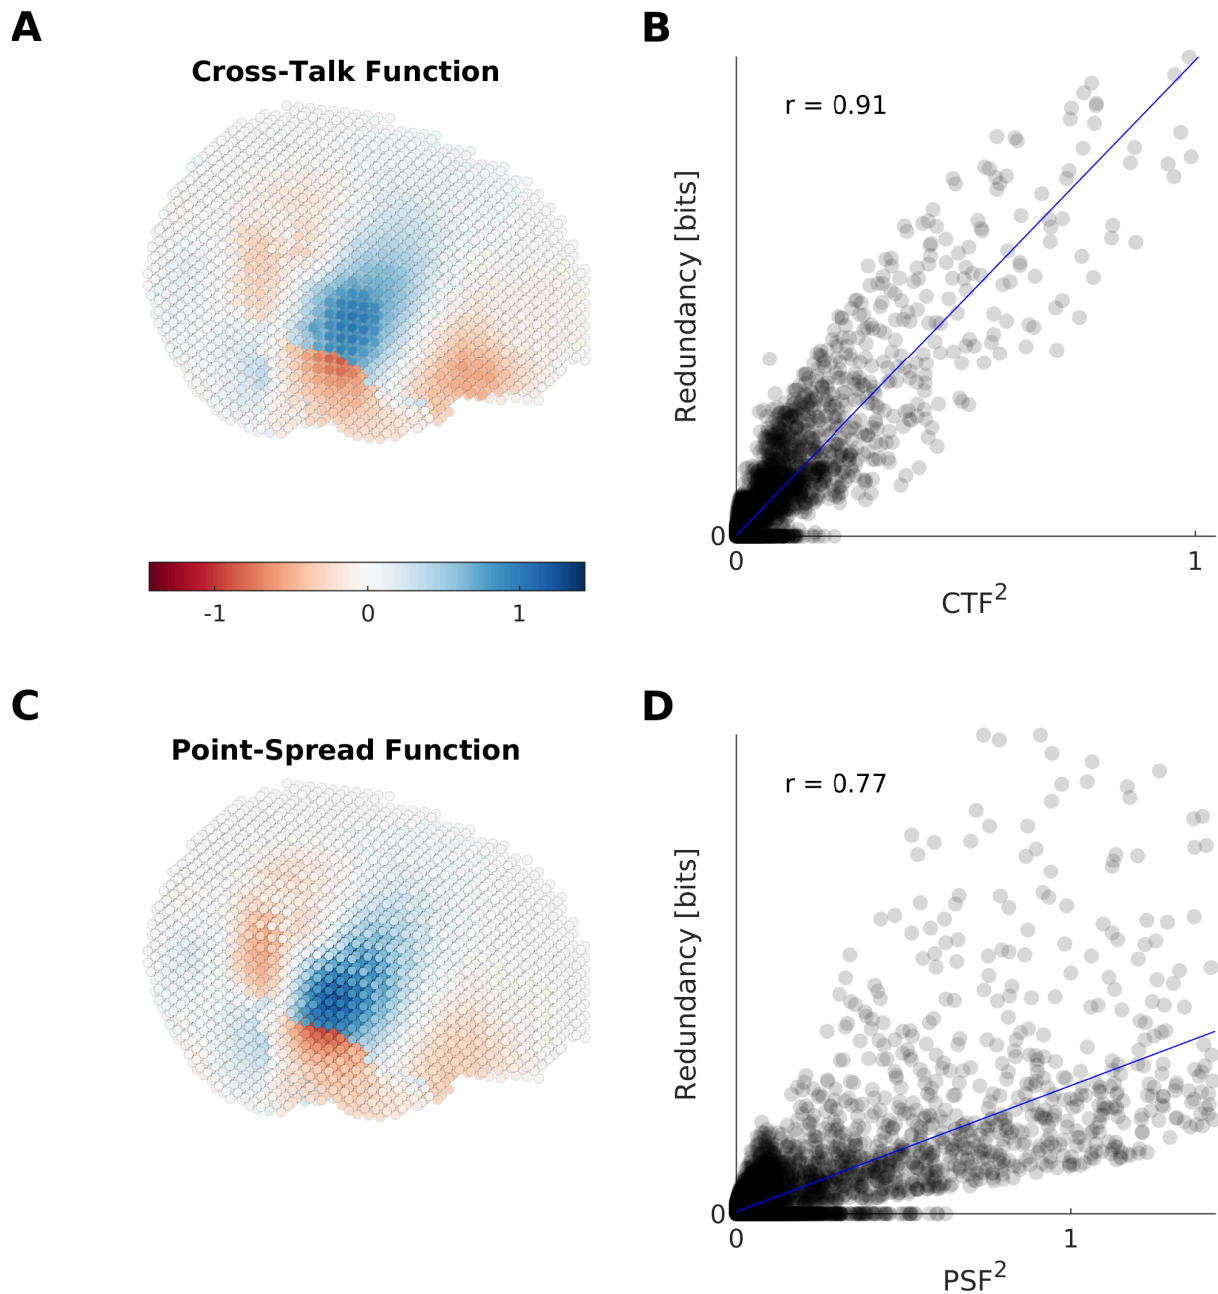 A
Cross-Talk Function
-1
0
1
B
r = 0.91
Redundancy [bits]
0
0
1
CTF²
C
Point-Spread Function
D
r = 0.77
Redundancy [bits]
0
0
1
PSF²